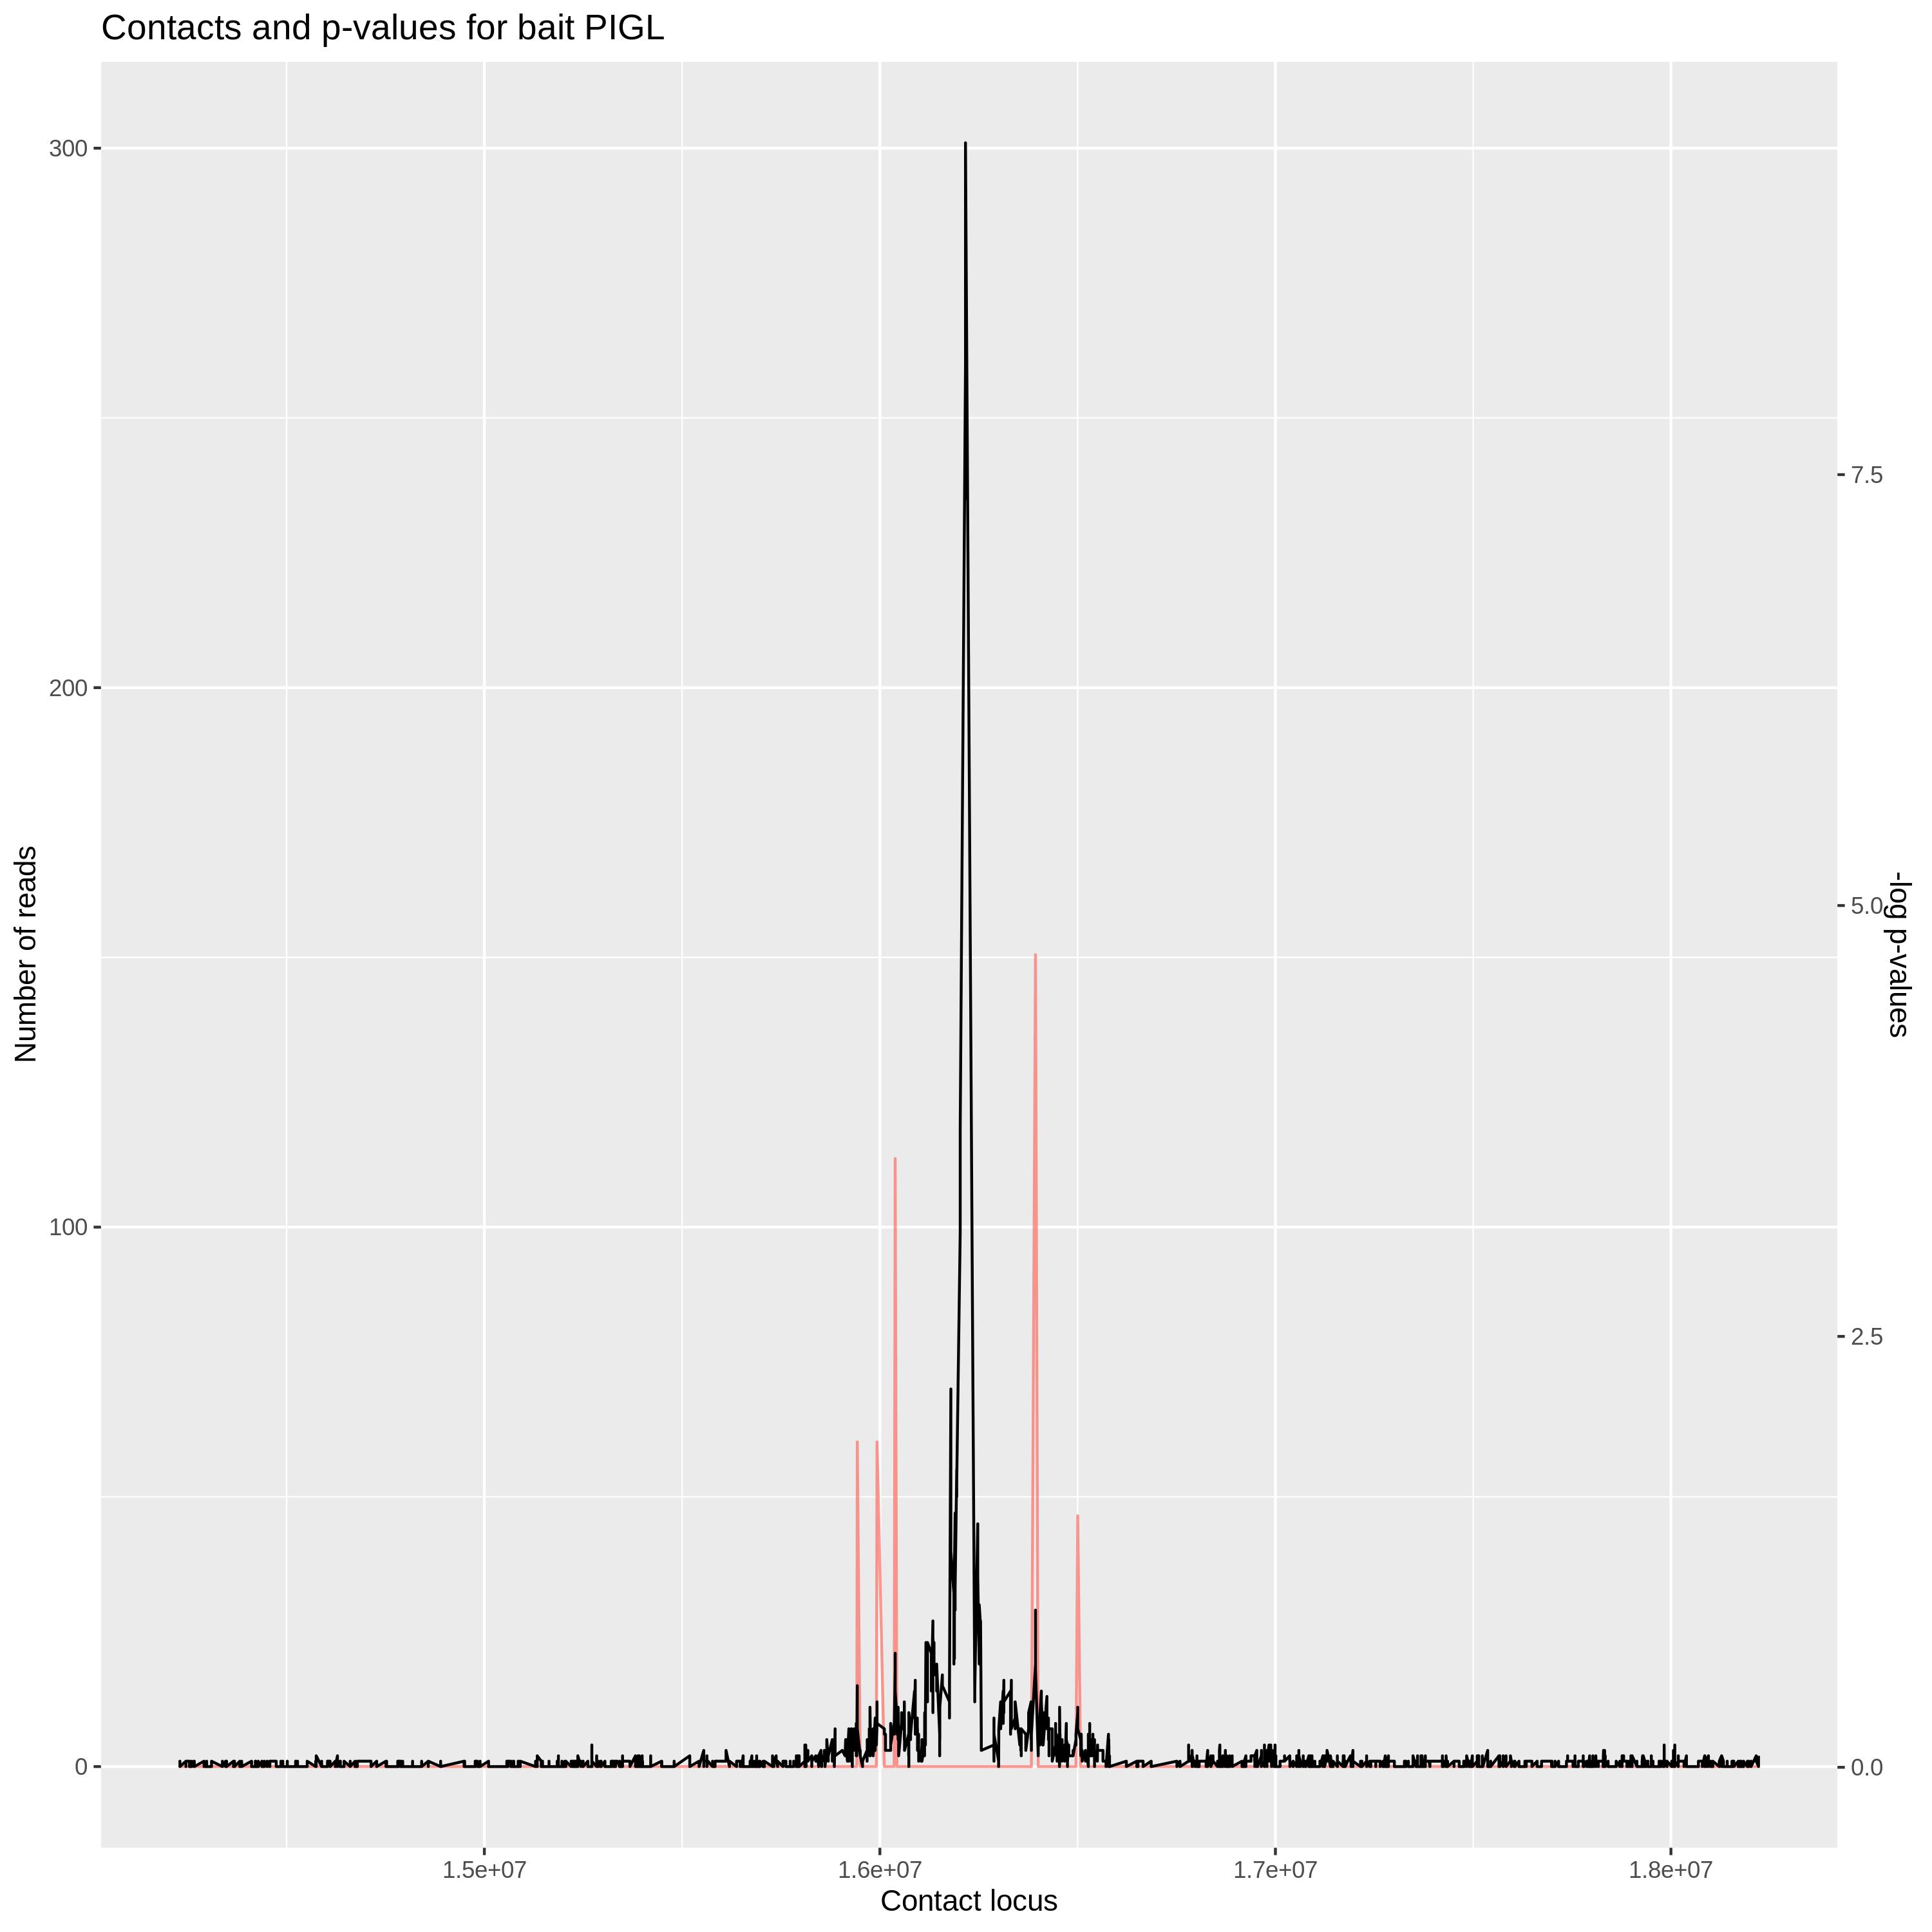 Contacts and p-values for bait PIGL
300
200
100
0
Number of reads
7.5
5.0
2.5
0.0
-log p-values
1.5e+07
1.6e+07
1.7e+07
1.8e+07
Contact locus